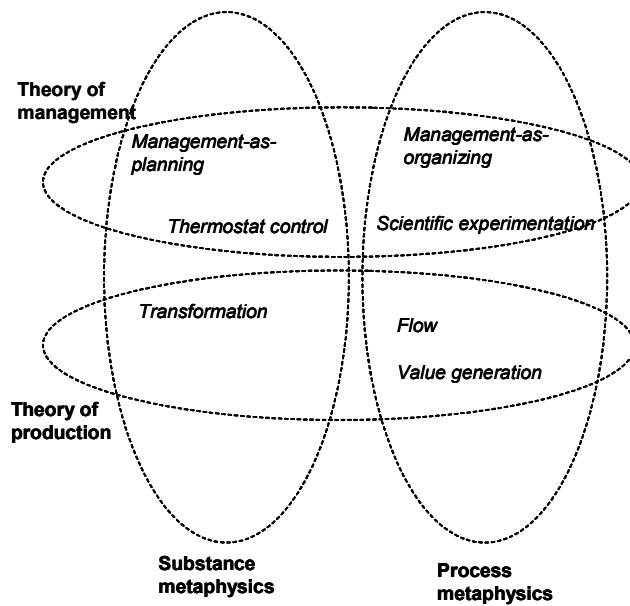 Theory of
management
Management-as-
planning
Management-as-
organizing
Thermostat control
Scientific experimentation
Transformation
Flow
Value generation
Theory of
production
Substance
metaphysics
Process
metaphysics